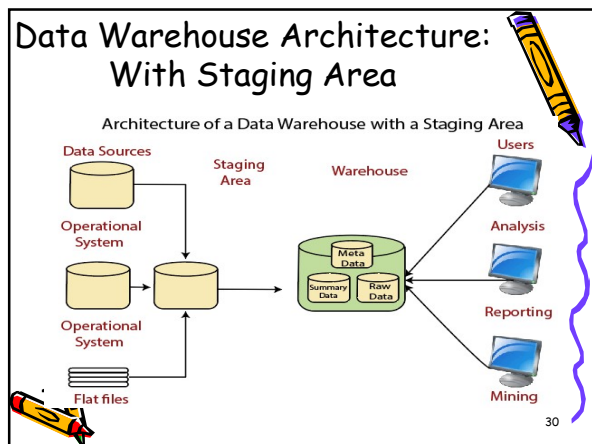 Data Warehouse Architecture:
With Staging Area
Architecture of a Data Warehouse with a Staging Area
Data Sources
Staging
Area
Warehouse
Users
Operational
System
Meta
Data
Summary
Data
Raw
Data
Analysis
Operational
System
Reporting
Flat files
Mining
30